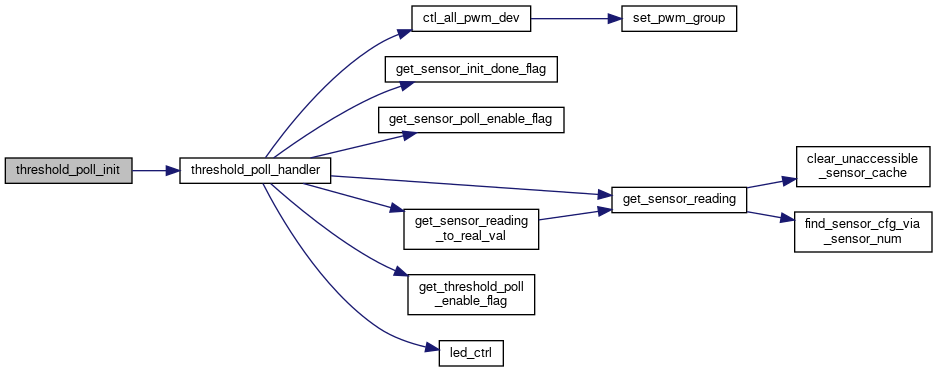 ctl_all_pwm_dev
set_pwm_group
get_sensor_init_done_flag
get_sensor_poll_enable_flag
threshold_poll_init
threshold_poll_handler
clear_unaccessible
_sensor_cache
get_sensor_reading
get_sensor_reading
_to_real_val
find_sensor_cfg_via
_sensor_num
get_threshold_poll
_enable_flag
led_ctrl